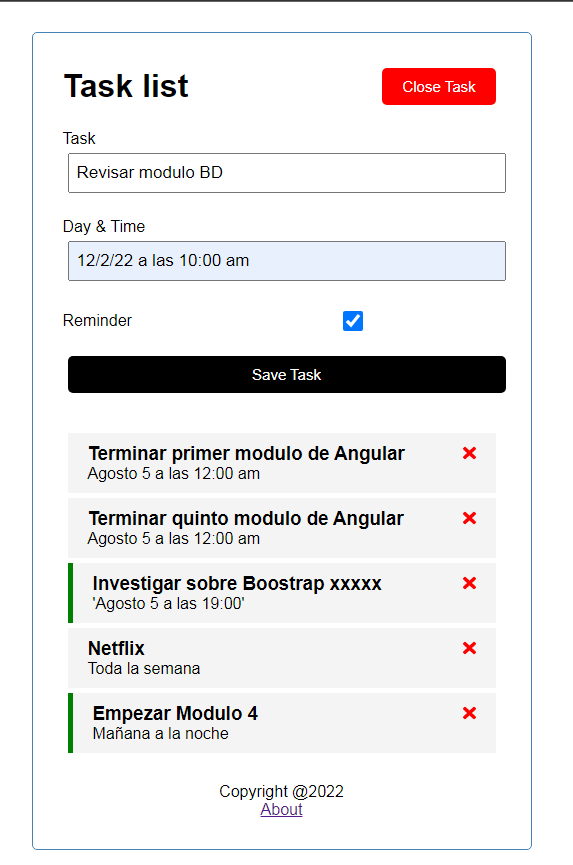 Task list
Close Task
Task
Revisar modulo BD
Day & Time
12/2/22 a las 10:00 am
Reminder
Save Task
Terminar primer modulo de Angular
Agosto 5 a las 12:00 am
Terminar quinto modulo de Angular
Agosto 5 a las 12:00 am
Investigar sobre Boostrap xxxxx
'Agosto 5 a las 19:00'
Netflix
Toda la semana
Empezar Modulo 4
Mañana a la noche
Copyright @2022
About